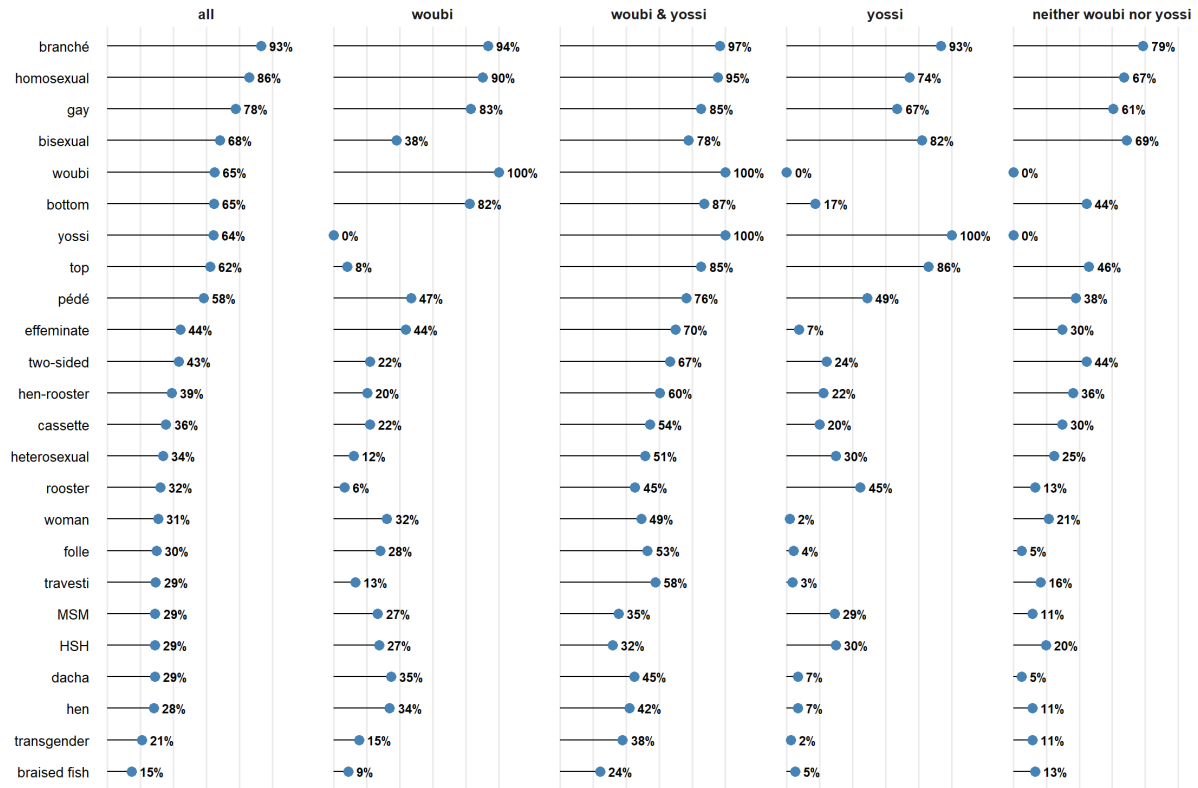 all woubi woubi & yossi yossi neither woubi nor yossi
branché 93% 94% 97% 93% 79%
homosexual 86% 90% 95% 74% 67%
gay 78% 83% 85% 67% 61%
bisexual 68% 38% 78% 82% 69%
woubi 65% 100% 100% 0% 0%
bottom 65% 82% 87% 17% 44%
yossi 64% 0% 100% 100% 0%
top 62% 8% 85% 86% 46%
pédé 58% 47% 76% 49% 38%
effeminate 44% 44% 70% 7% 30%
two-sided 43% 22% 67% 24% 44%
hen-rooster 39% 20% 60% 22% 36%
cassette 36% 22% 54% 20% 30%
heterosexual 34% 12% 51% 30% 25%
rooster 32% 6% 45% 45% 13%
woman 31% 32% 49% 2% 21%
folle 30% 28% 53% 4% 5%
travesti 29% 13% 58% 3% 16%
MSM 29% 27% 35% 29% 11%
HSH 29% 27% 32% 30% 20%
dacha 29% 35% 45% 7% 5%
hen 28% 34% 42% 7% 11%
transgender 21% 15% 38% 2% 11%
braised fish 15% 9% 24% 5% 13%